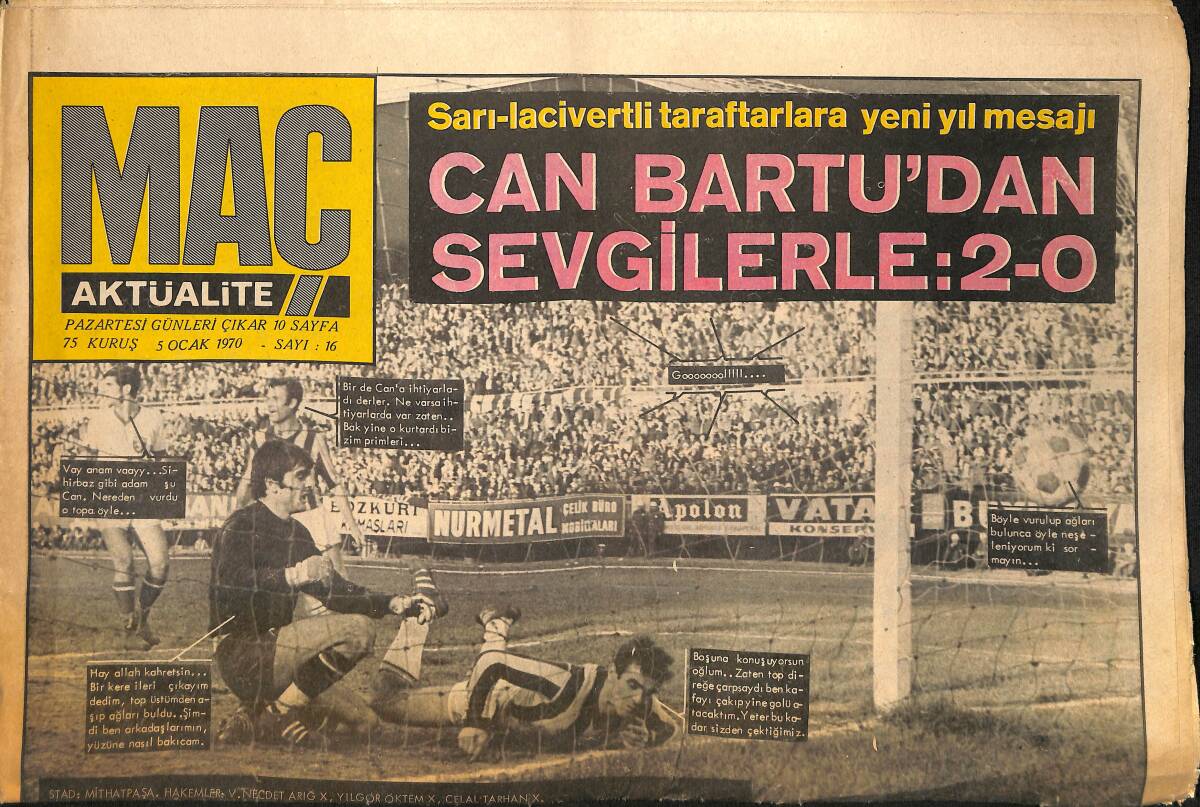 MAÇ
AKTÜALİTE
PAZARTESİ GÜNLERİ ÇIKAR 10 SAYFA
75 KURUŞ 5 OCAK 1970 - SAYI : 16
Sarı-lacivertli taraftarlara yeni yıl mesajı
CAN BARTU'DAN
SEVGİLERLE:2-0
Gooooooolllll....
Bir de Can'a ihtiyarla-
dı derler. Ne varsa ih-
tiyarlarda var zaten..
Bak yine o kurtardı bi-
zim primleri...
Vay anam vaayy...Si-
hirbaz gibi adam şu
Can. Nereden vurdu
o topa öyle...
BOZKURT
KUMAŞLARI
NURMETAL
ÇELİK BÜRO
MOBİLYALARI
Apolon
VATA
KONSERV
B
Böyle vurulup ağları
bulunca öyle neşe-
leniyorum ki sor -
mayın...
Hay allah kahretsin...
Bir kere ileri çıkayım
dedim, top üstümden a-
şıp ağları buldu..Şim-
di ben arkadaşlarımın,
yüzüne nasıl bakıcam.
Boşuna konuşuyorsun
oğlum.. Zaten top di-
reğe çarpsaydı ben ka-
fayı çakıp yine golü a-
tacaktım. Yeter bu ka-
dar sizden çektiğimiz.
STAD: MİTHATPAŞA. HAKEMLER: V.NECDET ARIĞ X, YILGÖR ÖKTEM X, CELAL TARHAN X.